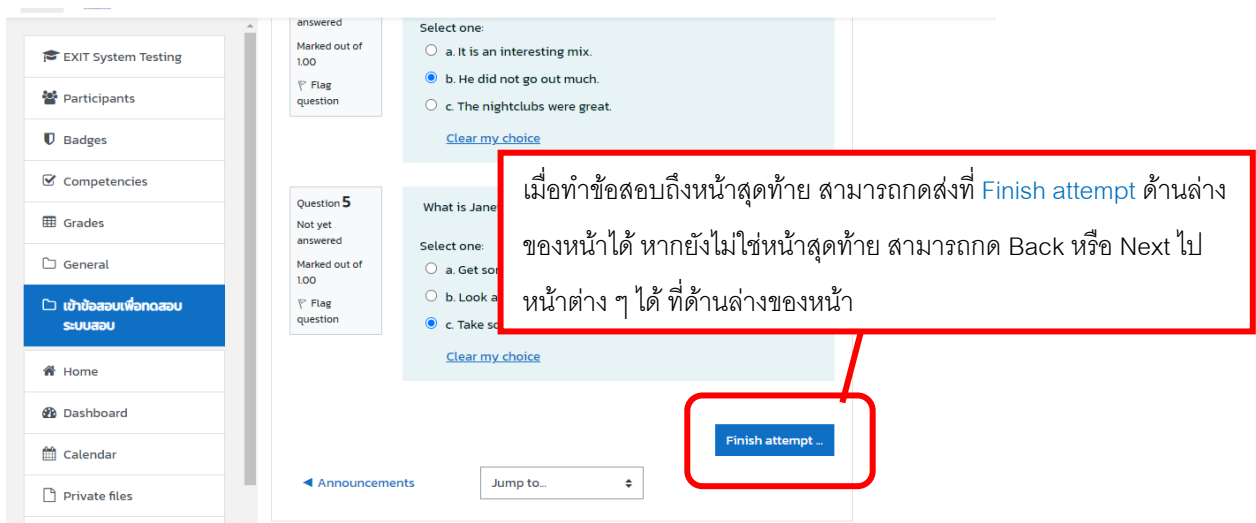 EXIT System Testing
Participants
Badges
Competencies
Grades
General
เข้าข้อสอบเพื่อทดสอบ
ระบบสอบ
Home
Dashboard
Calendar
Private files
answered
Marked out of
1.00
Flag
question
Select one:
a. It is an interesting mix.
b. He did not go out much.
c. The nightclubs were great.
Clear my choice
Question 5
Not yet
answered
Marked out of
1.00
Flag
question
What is
Select one:
a. Get
b. Look
c. Take
Clear my choice
เมื่อทำข้อสอบถึงหน้าสุดท้าย สามารถกดส่งที่ Finish attempt ด้านล่าง
ของหน้าได้ หากยังไม่ใช่หน้าสุดท้าย สามารถกด Back หรือ Next ไป
หน้าต่าง ๆ ได้ ที่ด้านล่างของหน้า
Finish attempt ...
◄ Announcements
Jump to...